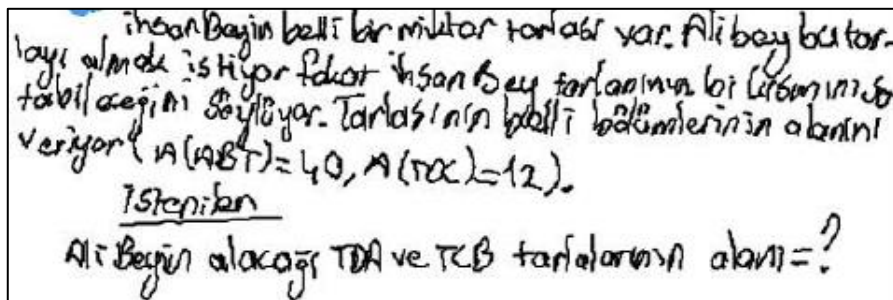 İhsan Beyin belli bir miktar tarlası var. Ali bey bu tar-
layı almak istiyor fakat İhsan Bey tarlanının bi kısmını sa
tabileceğini söylüyor. Tarlasının belli bölümlerinin alanını
veriyor (A(ABT)=40, A(TDC)=12).
İstenilen
Ali Beyin alacağı TDA ve TCB tarlalarının alanı=?